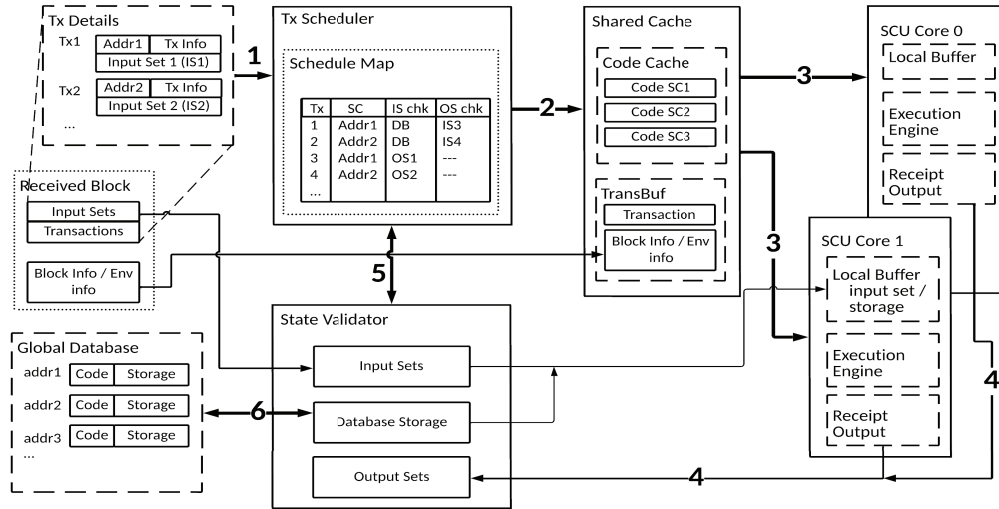 Tx Details
Tx1
Addr1 Tx Info
Input Set 1 (IS1)
Tx2
Addr2 Tx Info
Input Set 2 (IS2)
...
1
Received Block
Input Sets
Transactions
Block Info / Env
info
Global Database
addr1 Code Storage
addr2 Code Storage
addr3 Code Storage
...
Tx Scheduler
Schedule Map
Tx SC IS chk OS chk
1 Addr1 DB IS3
2 Addr2 DB IS4
3 Addr1 OS1 ---
4 Addr2 OS2 ---
...
2
5
State Validator
Input Sets
Database Storage
Output Sets
6
Shared Cache
Code Cache
Code SC1
Code SC2
Code SC3
TransBuf
Transaction
Block Info / Env
info
3
3
SCU Core 0
Local Buffer
Execution
Engine
Receipt
Output
SCU Core 1
Local Buffer
input set /
storage
Execution
Engine
Receipt
Output
4
4